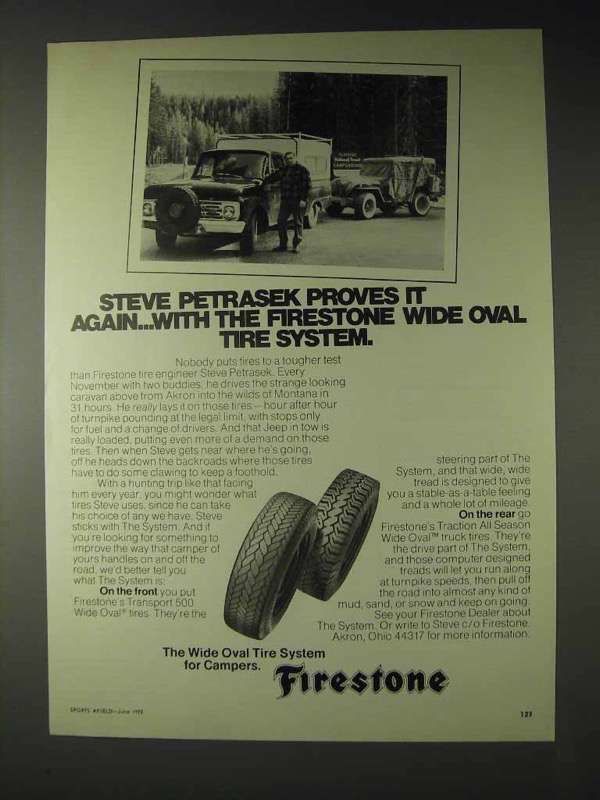 National Forest
CAMPGROUND
STEVE PETRASEK PROVES IT
AGAIN...WITH THE FIRESTONE WIDE OVAL
TIRE SYSTEM.
Nobody puts tires to a tougher test
than Firestone tire engineer Steve Petrasek. Every
November with two buddies, he drives the strange looking
caravan above from Akron into the wilds of Montana in
31 hours. He really lays it on those tires—hour after hour
of turnpike pounding at the legal limit, with stops only
for fuel and a change of drivers. And that Jeep in tow is
really loaded, putting even more of a demand on those
tires. Then when Steve gets near where he's going,
off he heads down the backroads where those tires
have to do some clawing to keep a foothold.
With a hunting trip like that facing
him every year, you might wonder what
tires Steve uses, since he can take
his choice of any we have. Steve
sticks with The System. And if
you're looking for something to
improve the way that camper of
yours handles on and off the
road, we'd better tell you
what The System is:
On the front you put
Firestone's Transport 500
Wide Oval® tires. They're the
steering part of The
System, and that wide, wide
tread is designed to give
you a stable-as-a-table feeling
and a whole lot of mileage.
On the rear go
Firestone's Traction All Season
Wide Oval™ truck tires. They're
the drive part of The System,
and those computer designed
treads will let you run along
at turnpike speeds, then pull off
the road into almost any kind of
mud, sand, or snow and keep on going.
See your Firestone Dealer about
The System. Or write to Steve c/o Firestone,
Akron, Ohio 44317 for more information.
The Wide Oval Tire System
for Campers.
Firestone
SPORTS AFIELD—June
121